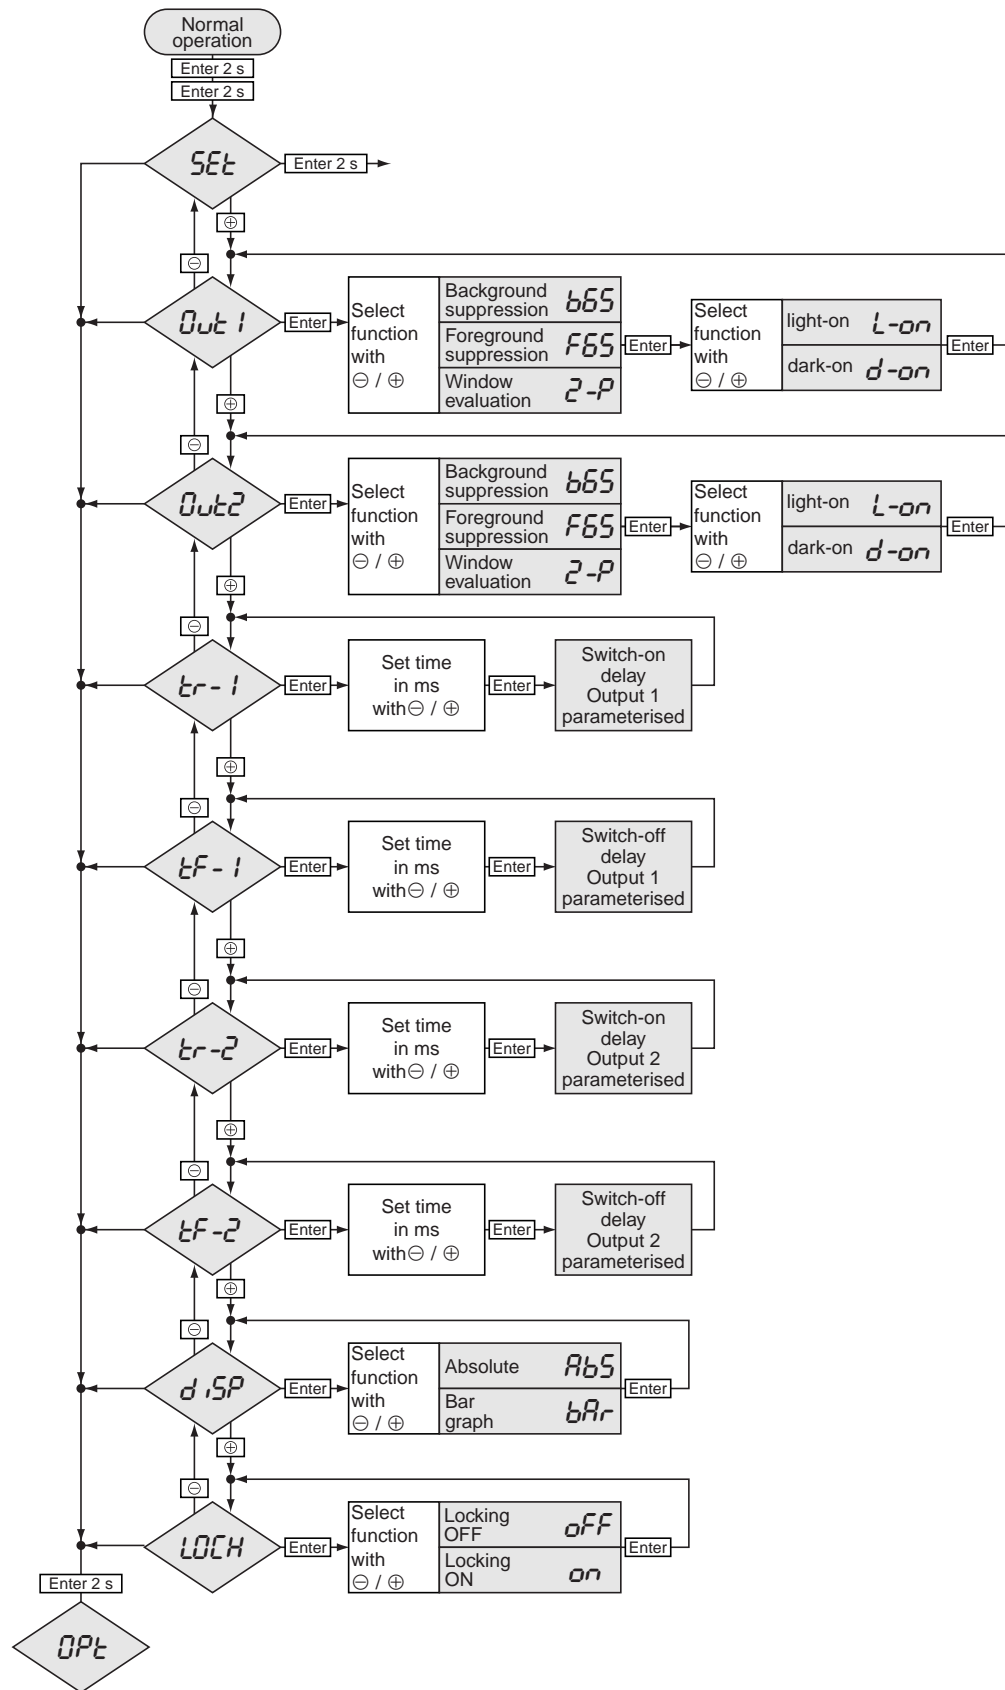 Normal
operation
Enter 2 s
Enter 2 s
SEt
Enter 2 s
⊕
⊖
Out1
Enter
Select
function
with
⊖ / ⊕
Background
suppression
bGS
Foreground
suppression
FGS
Window
evaluation
2-P
Enter
Select
function
with
⊖ / ⊕
light-on
L-on
dark-on
d-on
Enter
⊕
⊖
Out2
Enter
Select
function
with
⊖ / ⊕
Background
suppression
bGS
Foreground
suppression
FGS
Window
evaluation
2-P
Enter
Select
function
with
⊖ / ⊕
light-on
L-on
dark-on
d-on
Enter
⊕
⊖
tr-1
Enter
Set time
in ms
with ⊖ / ⊕
Enter
Switch-on
delay
Output 1
parameterised
⊕
⊖
tF-1
Enter
Set time
in ms
with ⊖ / ⊕
Enter
Switch-off
delay
Output 1
parameterised
⊕
⊖
tr-2
Enter
Set time
in ms
with ⊖ / ⊕
Enter
Switch-on
delay
Output 2
parameterised
⊕
⊖
tF-2
Enter
Set time
in ms
with ⊖ / ⊕
Enter
Switch-off
delay
Output 2
parameterised
⊕
⊖
diSP
Enter
Select
function
with
⊖ / ⊕
Absolute
AbS
Bar
graph
bAr
Enter
⊕
⊖
LOCK
Enter
Select
function
with
⊖ / ⊕
Locking
OFF
oFF
Locking
ON
on
Enter
Enter 2 s
OPt